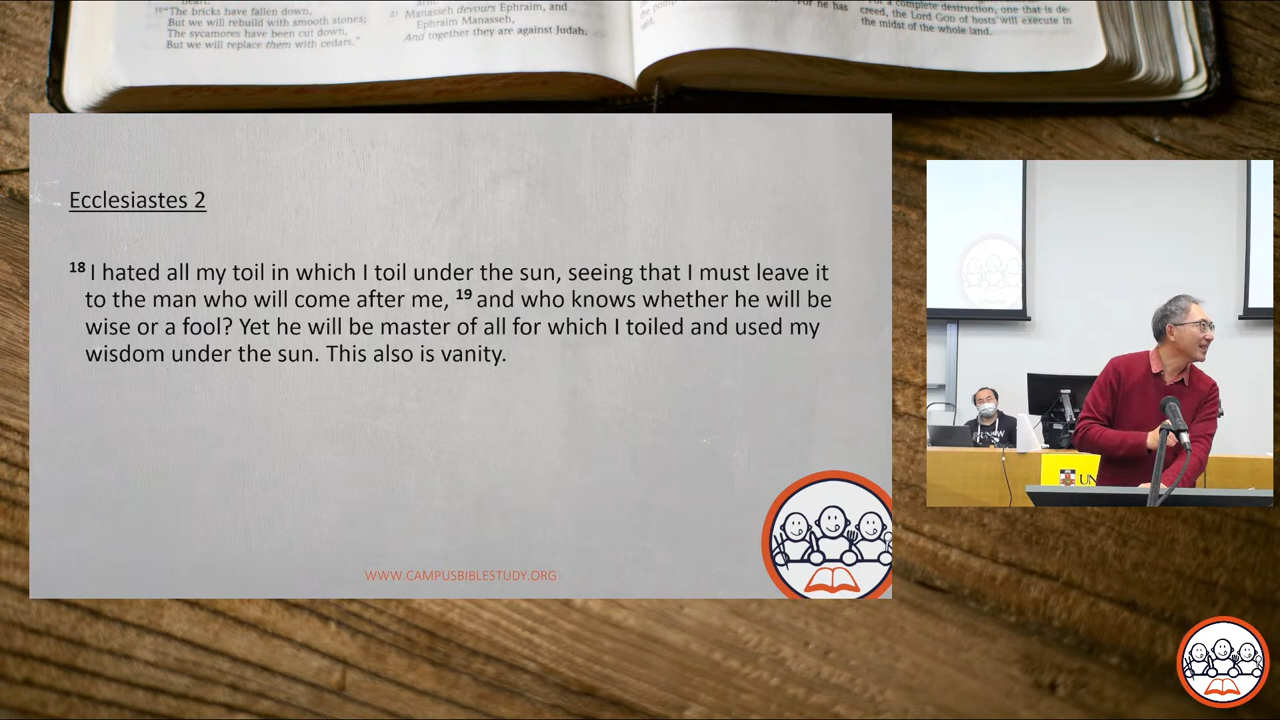 10"The bricks have fallen down,
But we will rebuild with smooth stones;
The sycamores have been cut down,
But we will replace them with cedars."
21 Manasseh devours Ephraim, and
Ephraim Manasseh,
And together they are against Judah.
For he has
a complete destruction, one that is de-
creed, the Lord GOD of hosts will execute in
the midst of the whole land.
Ecclesiastes 2
18 I hated all my toil in which I toil under the sun, seeing that I must leave it
to the man who will come after me, 19 and who knows whether he will be
wise or a fool? Yet he will be master of all for which I toiled and used my
wisdom under the sun. This also is vanity.
WWW.CAMPUSBIBLESTUDY.ORG
UN